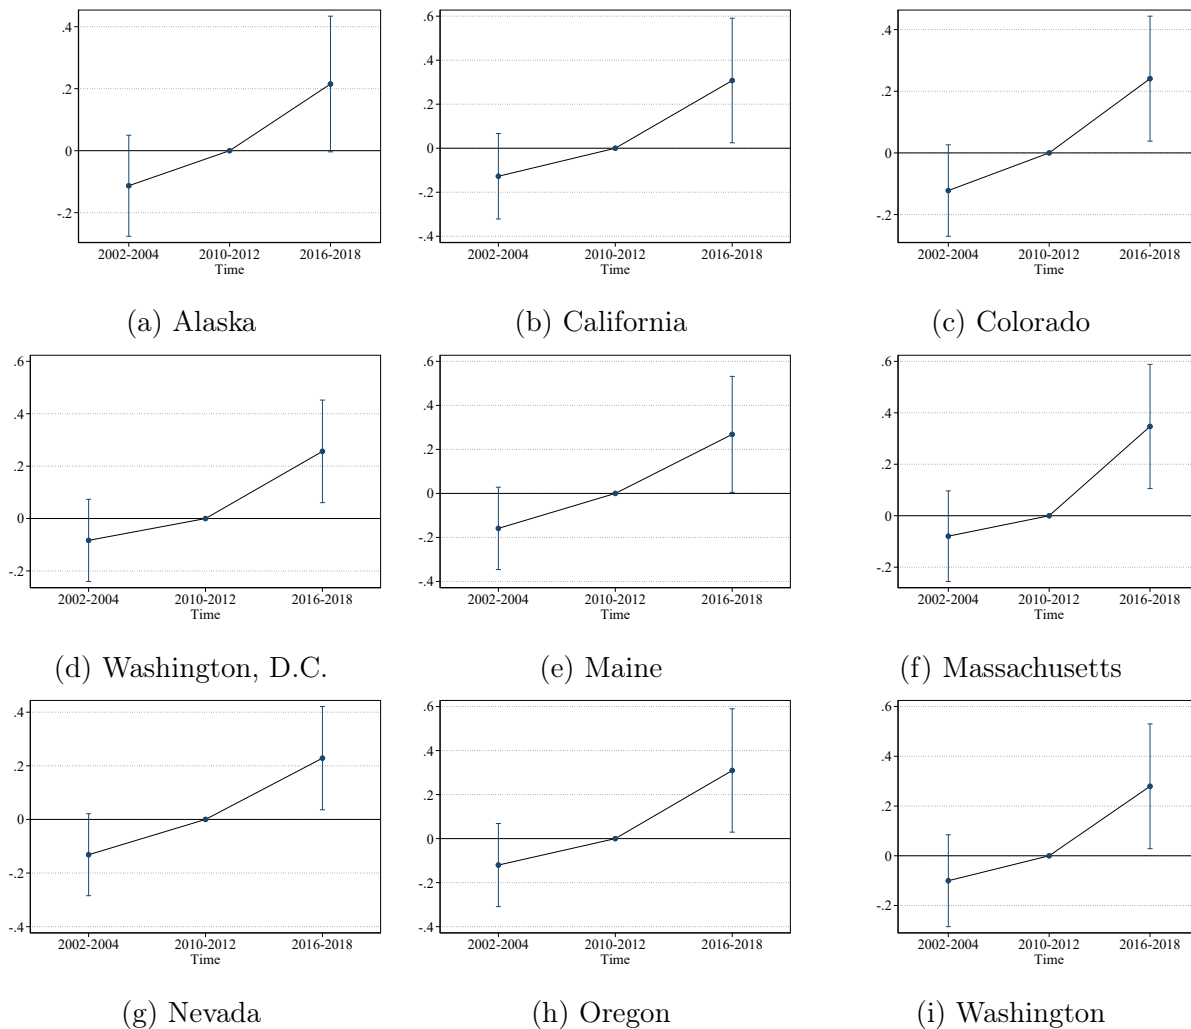 .4
.2
0
-.2
2002-2004 2010-2012 2016-2018
Time
(a) Alaska
.6
.4
.2
0
-.2
-.4
2002-2004 2010-2012 2016-2018
Time
(b) California
.4
.2
0
-.2
2002-2004 2010-2012 2016-2018
Time
(c) Colorado
.6
.4
.2
0
-.2
2002-2004 2010-2012 2016-2018
Time
(d) Washington, D.C.
.6
.4
.2
0
-.2
-.4
2002-2004 2010-2012 2016-2018
Time
(e) Maine
.6
.4
.2
0
-.2
2002-2004 2010-2012 2016-2018
Time
(f) Massachusetts
.4
.2
0
-.2
-.4
2002-2004 2010-2012 2016-2018
Time
(g) Nevada
.6
.4
.2
0
-.2
-.4
2002-2004 2010-2012 2016-2018
Time
(h) Oregon
.6
.4
.2
0
-.2
2002-2004 2010-2012 2016-2018
Time
(i) Washington